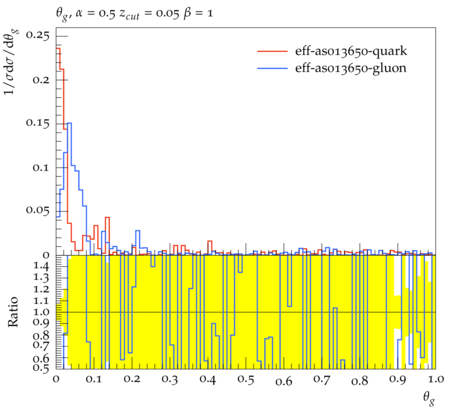 θg, α = 0.5 zcut = 0.05 β = 1
1/σdσ/dθg
0.25
0.2
0.15
0.1
0.05
0
eff-as013650-quark
eff-as013650-gluon
Ratio
1.4
1.3
1.2
1.1
1.0
0.9
0.8
0.7
0.6
0.5
0 0.1 0.2 0.3 0.4 0.5 0.6 0.7 0.8 0.9 1.0
θg